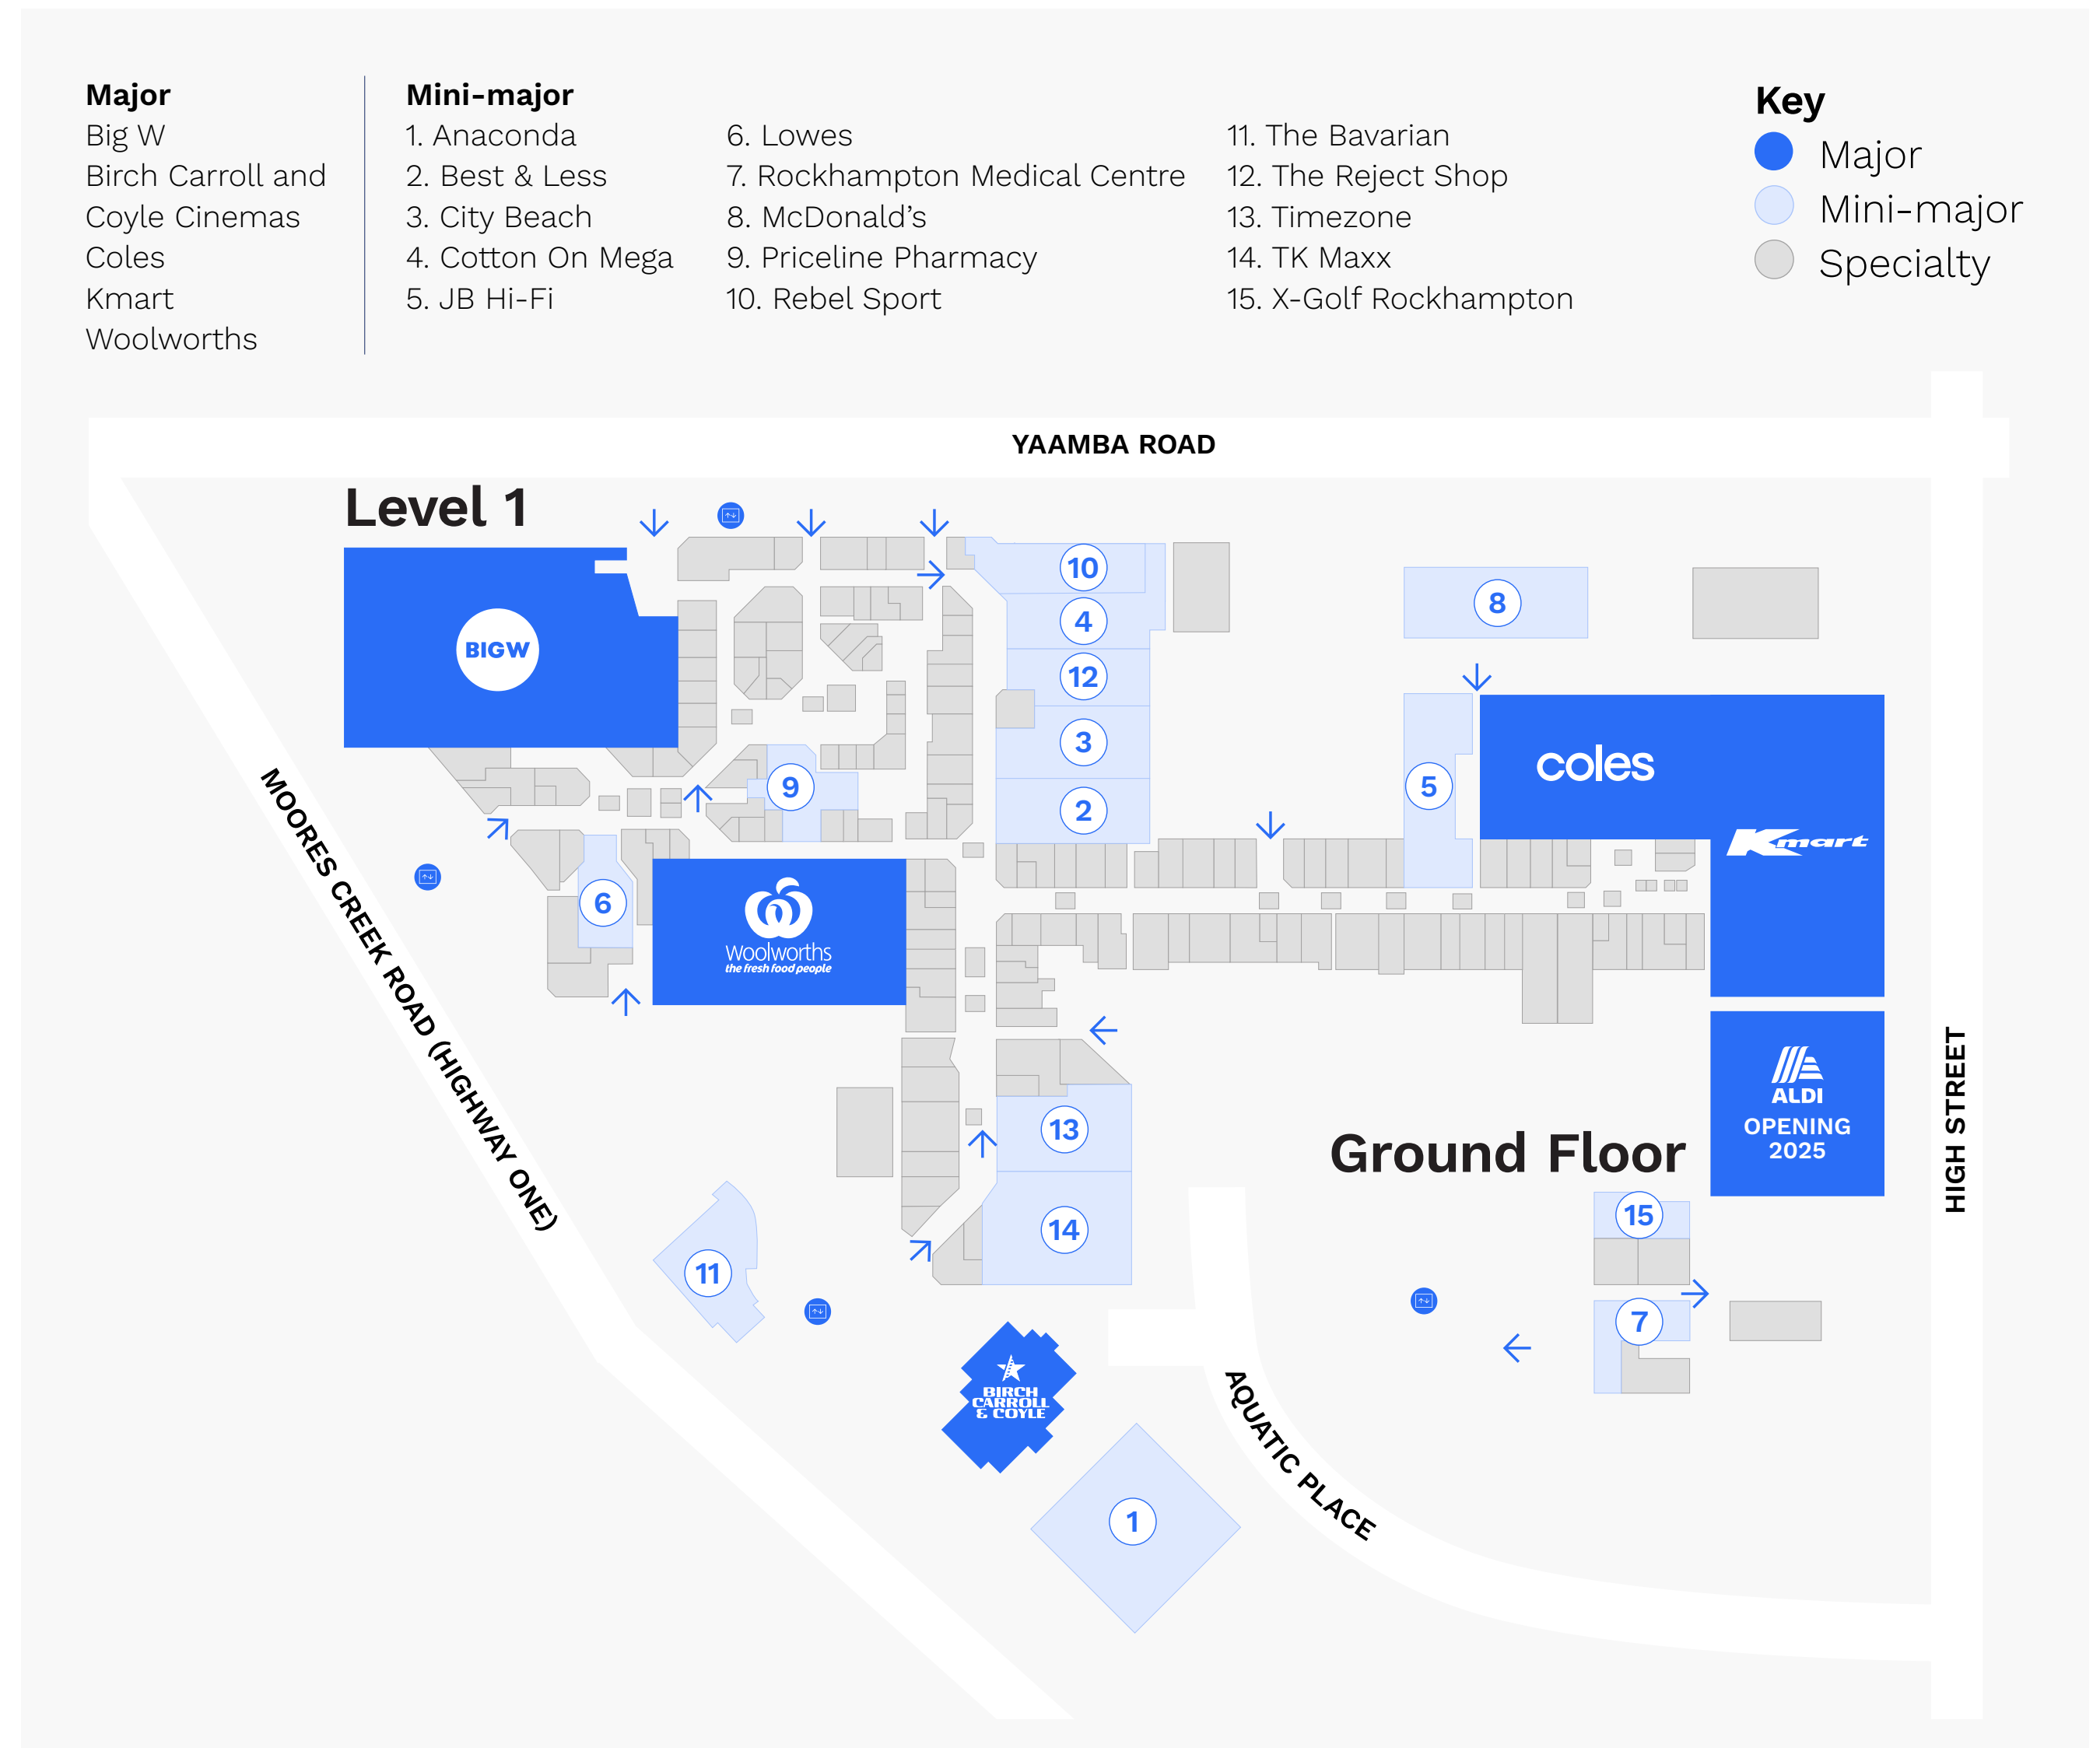 Major
Big W
Birch Carroll and
Coyle Cinemas
Coles
Kmart
Woolworths
Mini-major
1. Anaconda
2. Best & Less
3. City Beach
4. Cotton On Mega
5. JB Hi-Fi
6. Lowes
7. Rockhampton Medical Centre
8. McDonald's
9. Priceline Pharmacy
10. Rebel Sport
11. The Bavarian
12. The Reject Shop
13. Timezone
14. TK Maxx
15. X-Golf Rockhampton
Key
Major
Mini-major
Specialty
YAAMBA ROAD
Level 1
10
8
4
BIGW
12
3
coles
9
5
2
Kmart
MOORES CREEK ROAD (HIGHWAY ONE)
6
Woolworths
the fresh food people
ALDI
OPENING
2025
HIGH STREET
13
Ground Floor
14
15
11
7
BIRCH
CARROLL
& COYLE
AQUATIC PLACE
1